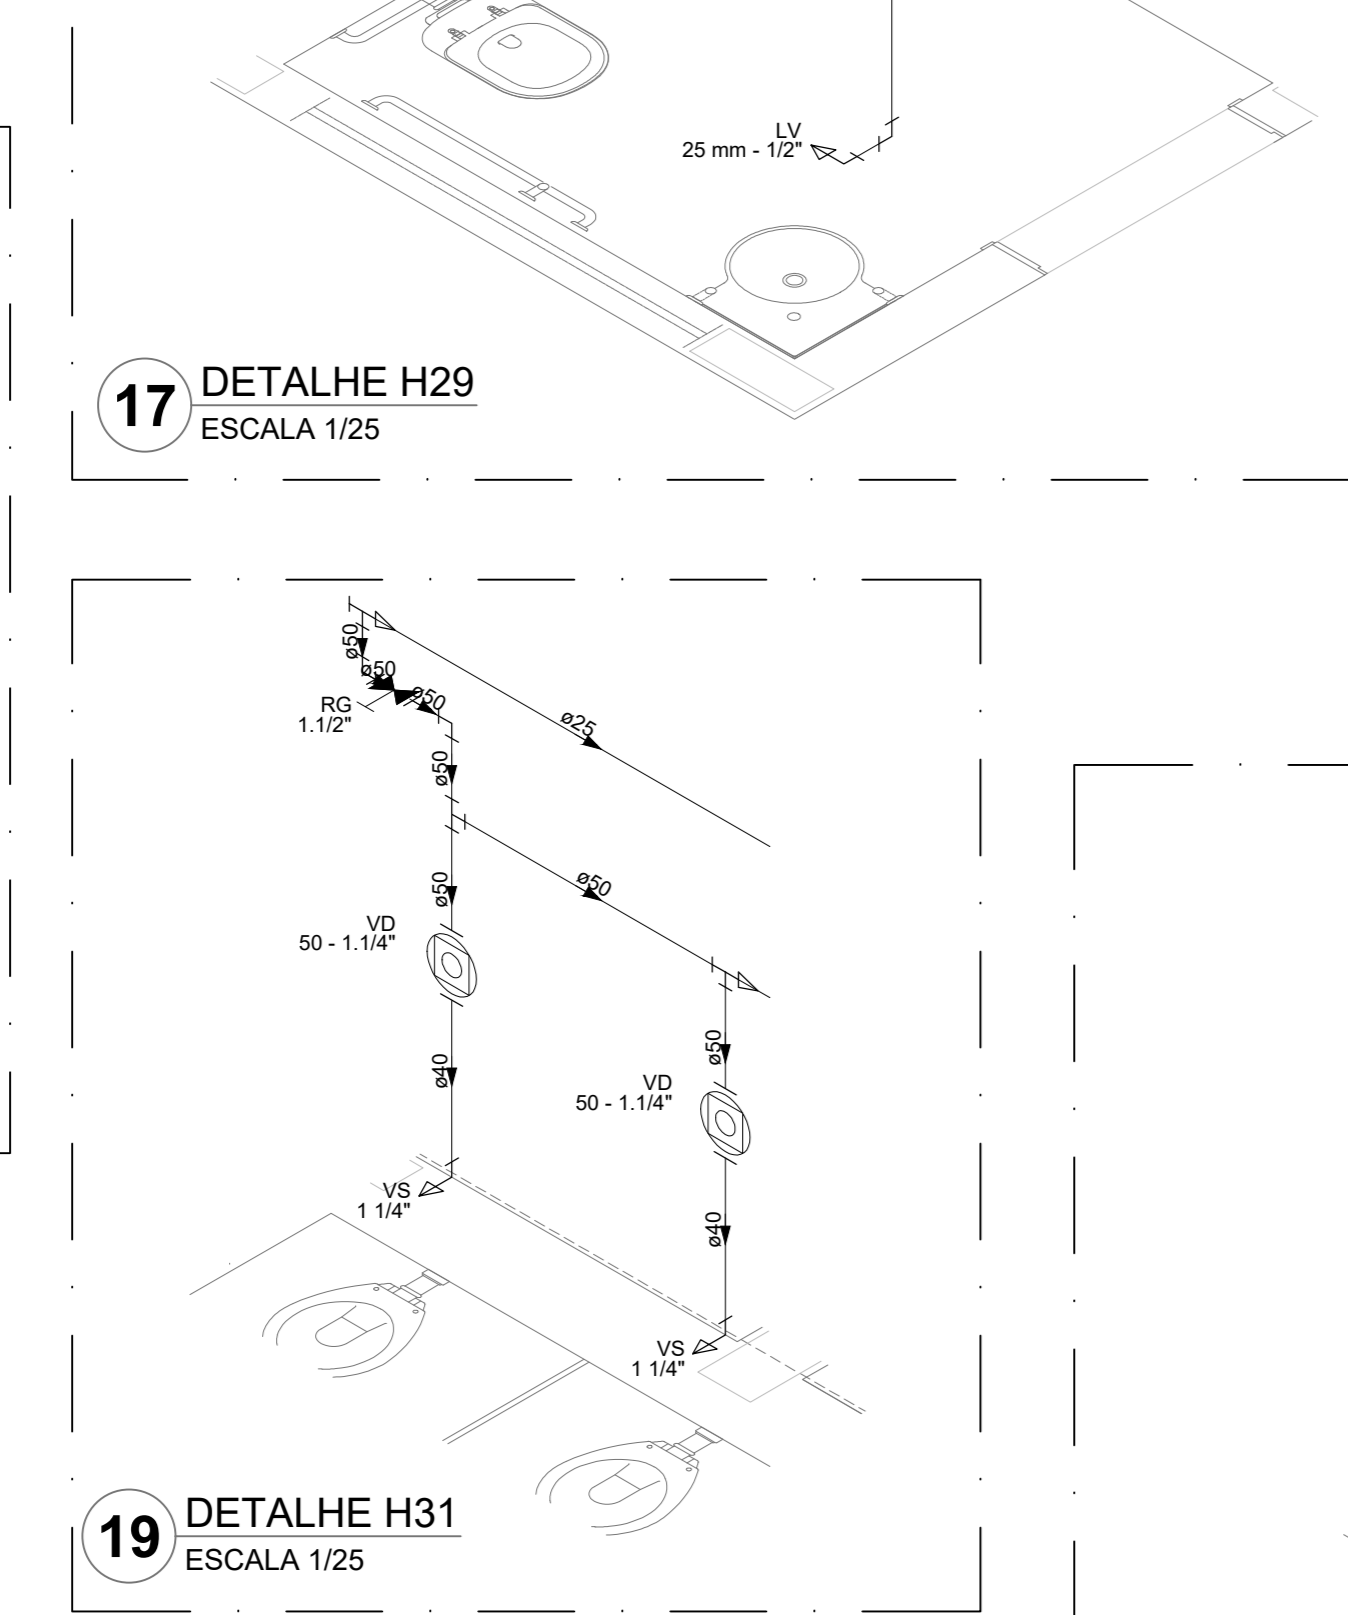 LV
25 mm - 1/2"
17
DETALHE H29
ESCALA 1/25
ø50
ø50
ø50
RG
1.1/2"
ø25
ø50
ø50
ø50
VD
50 - 1.1/4"
ø50
ø40
VD
50 - 1.1/4"
VS
1 1/4"
ø40
VS
1 1/4"
19
DETALHE H31
ESCALA 1/25